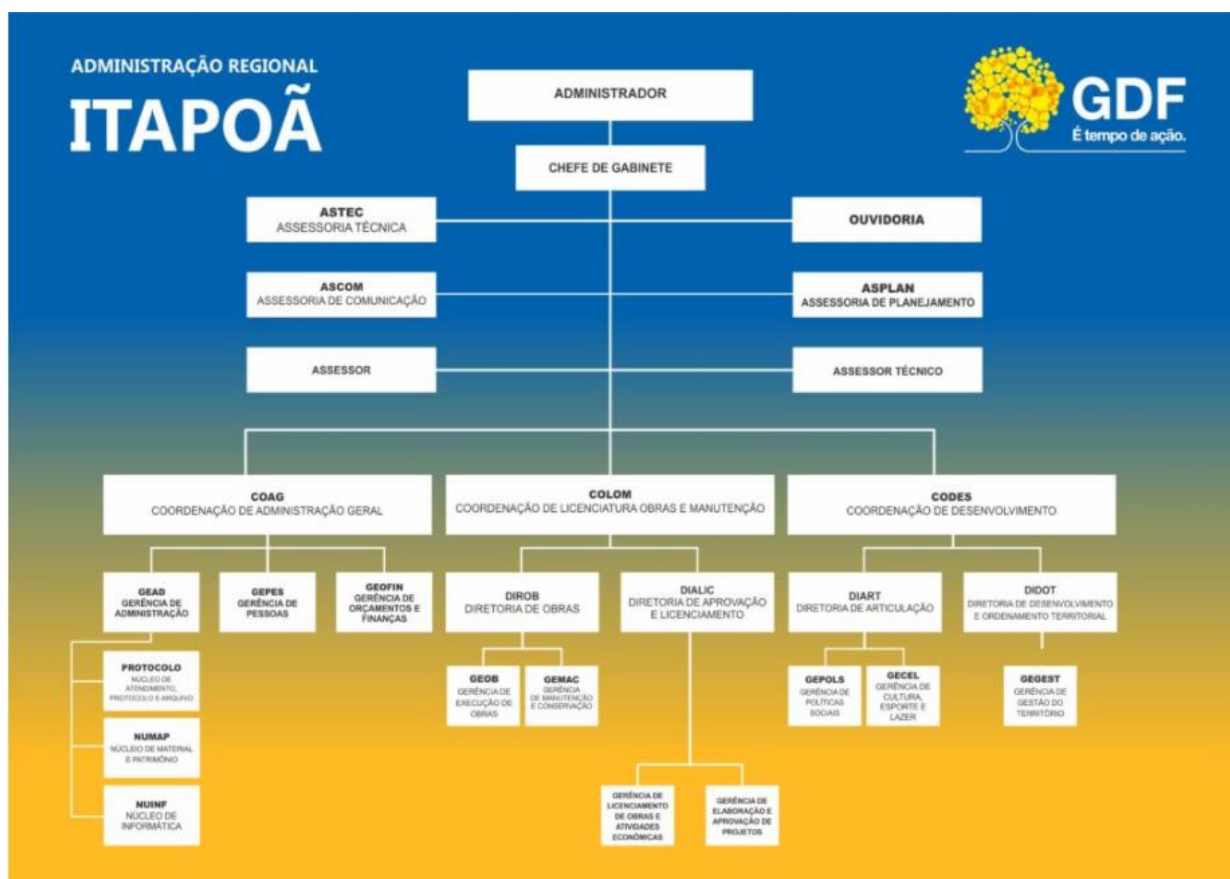 ADMINISTRAÇÃO REGIONAL
ITAPOÃ
GDF
É tempo de ação.
ADMINISTRADOR
CHEFE DE GABINETE
ASTEC
ASSESSORIA TÉCNICA
OUVIDORIA
ASCOM
ASSESSORIA DE COMUNICAÇÃO
ASPLAN
ASSESSORIA DE PLANEJAMENTO
ASSESSOR
ASSESSOR TÉCNICO
COAG
COORDENAÇÃO DE ADMINISTRAÇÃO GERAL
COLOM
COORDENAÇÃO DE LICENCIATURA OBRAS E MANUTENÇÃO
CODES
COORDENAÇÃO DE DESENVOLVIMENTO
GEAD
GERÊNCIA DE
ADMINISTRAÇÃO
GEPES
GERÊNCIA DE
PESSOAS
GEOFIN
GERÊNCIA DE
ORÇAMENTOS E
FINANÇAS
DIROB
DIRETORIA DE OBRAS
DIALIC
DIRETORIA DE APROVAÇÃO
E LICENCIAMENTO
DIART
DIRETORIA DE ARTICULAÇÃO
DIDOT
DIRETORIA DE DESENVOLVIMENTO
E ORDENAMENTO TERRITORIAL
PROTOCOLO
NÚCLEO DE
ATENDIMENTO,
PROTOCOLO E ARQUIVO
NUMAP
NÚCLEIO DE MATERIAL
E PATRIMÔNIO
NUINF
NÚCLEO DE
INFORMÁTICA
GEOB
GERÊNCIA DE
EXECUÇÃO DE
OBRAS
GEMAC
GERÊNCIA
DE MANUTENÇÃO
E CONSERVAÇÃO
GEPOLS
GERÊNCIA DE
POLÍTICAS
SOCIAIS
GECEL
GERÊNCIA DE
CULTURA,
ESPORTE E
LAZER
GEGEST
GERÊNCIA DE
GESTÃO DO
TERRITÓRIO
GERÊNCIA DE
LICENCIAMENTO
DE OBRAS E
ATIVIDADES
ECONÔMICAS
GERÊNCIA DE
ELABORAÇÃO E
APROVAÇÃO DE
PROJETOS